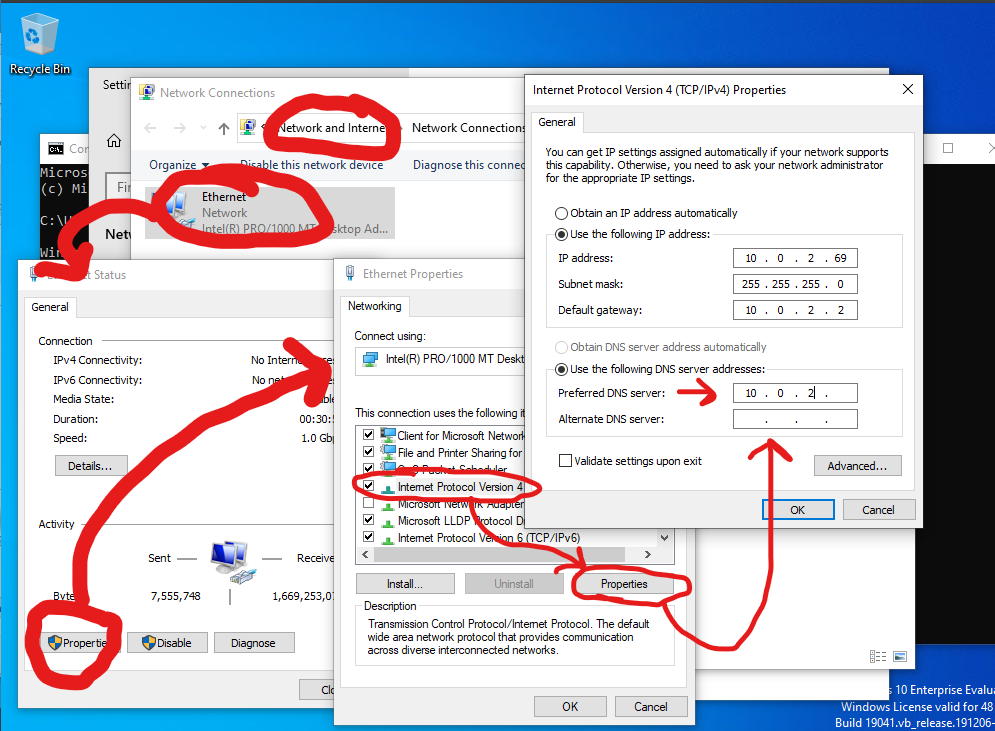 Recycle Bin
Settin
Network Connections
Network and Interne
Network Connections
Organize
Disable this network device
Diagnose this connec
Ethernet
Network
Intel(R) PRO/1000 MT Desktop Ad...
Micros
(c) Mi
C:\U
Fi
Netw
Status
General
Connection
IPv4 Connectivity:
No Internet
IPv6 Connectivity:
No net
Media State:
Duration:
00:30:
Speed:
1.0 Gb
Details...
Activity
Sent
Receive
Byte
7,555,748
1,669,253,07
Propertie
Disable
Diagnose
Clo
Ethernet Properties
Networking
Connect using:
Intel(R) PRO/1000 MT Deskt
This connection uses the following it
Client for Microsoft Network
File and Printer Sharing for
QoS Packet Scheduler
Internet Protocol Version 4
Microsoft Network Adapter
Microsoft LLDP Protocol D
Internet Protocol Version 6 (TCP/IPv6)
Install...
Uninstall
Properties
Description
Transmission Control Protocol/Internet Protocol. The default
wide area network protocol that provides communication
across diverse interconnected networks.
OK
Cancel
Internet Protocol Version 4 (TCP/IPv4) Properties
General
You can get IP settings assigned automatically if your network supports
this capability. Otherwise, you need to ask your network administrator
for the appropriate IP settings.
Obtain an IP address automatically
Use the following IP address:
IP address:
10 . 0 . 2 . 69
Subnet mask:
255 . 255 . 255 . 0
Default gateway:
10 . 0 . 2 . 2
Obtain DNS server address automatically
Use the following DNS server addresses:
Preferred DNS server:
10 . 0 . 2 .
Alternate DNS server:
. . .
Validate settings upon exit
Advanced...
OK
Cancel
s 10 Enterprise Evalua
Windows License valid for 48
Build 19041.vb_release.191206-